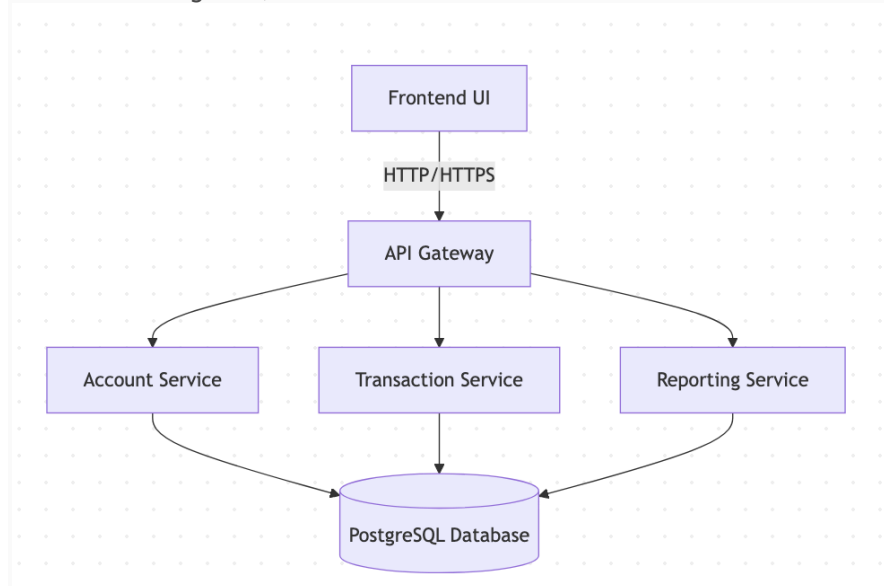 Frontend UI
HTTP/HTTPS
API Gateway
Account Service
Transaction Service
Reporting Service
PostgreSQL Database